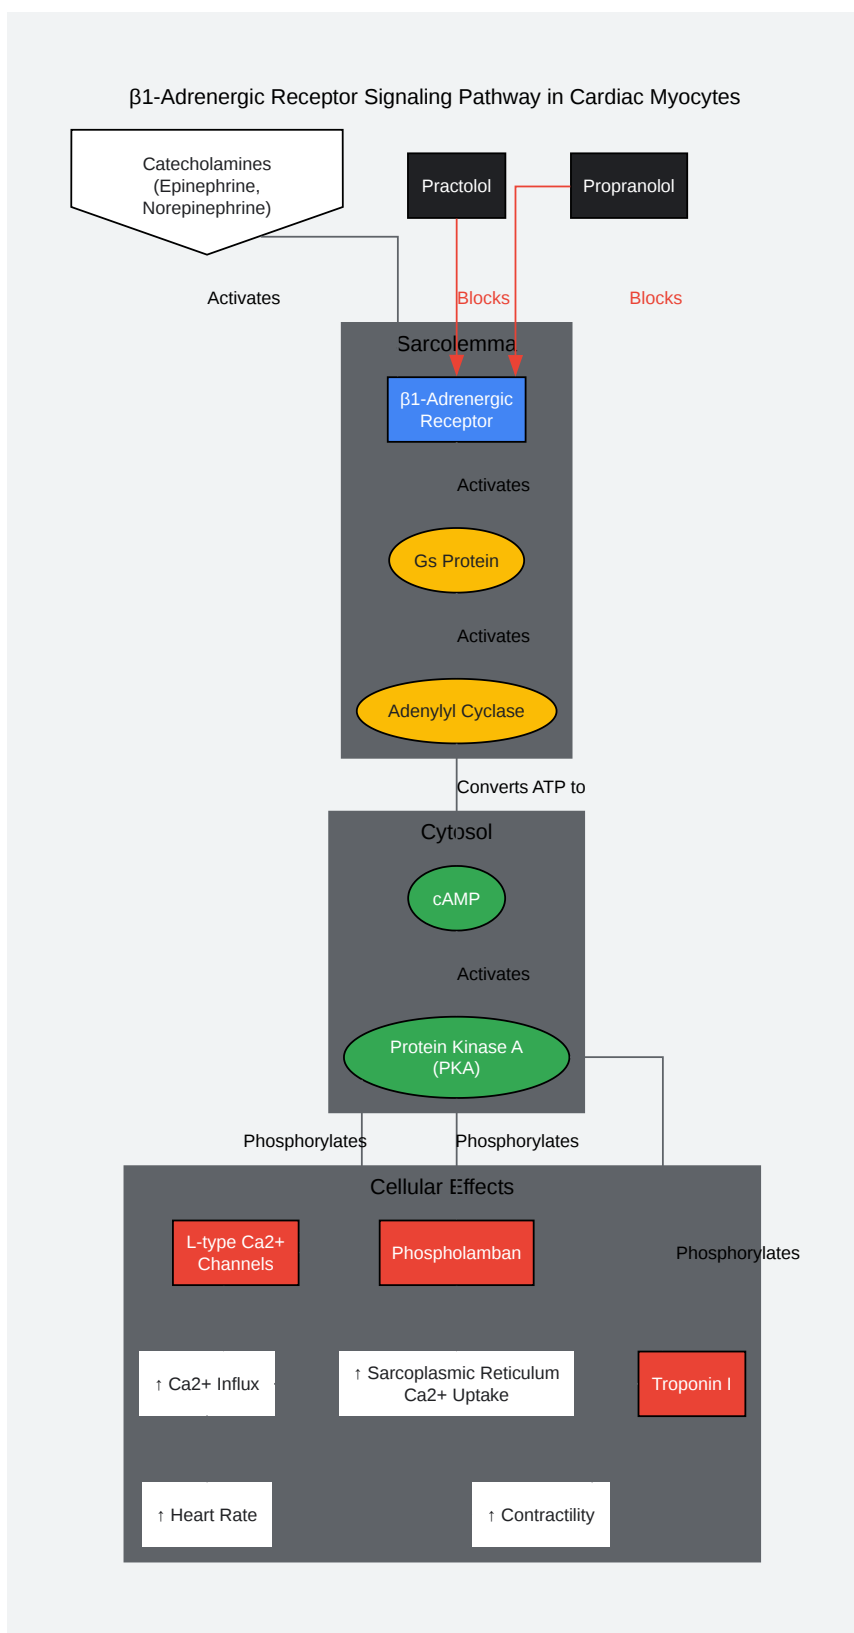 β1-Adrenergic Receptor Signaling Pathway in Cardiac Myocytes
Catecholamines
(Epinephrine,
Norepinephrine)
Practolol
Propranolol
Activates
Blocks
Blocks
Sarcolemma
β1-Adrenergic
Receptor
Activates
Gs Protein
Activates
Adenylyl Cyclase
Converts ATP to
Cytosol
cAMP
Activates
Protein Kinase A
(PKA)
Phosphorylates
Phosphorylates
Cellular Effects
L-type Ca2+
Channels
Phospholamban
Phosphorylates
↑ Ca2+ Influx
↑ Sarcoplasmic Reticulum
Ca2+ Uptake
Troponin I
↑ Heart Rate
↑ Contractility